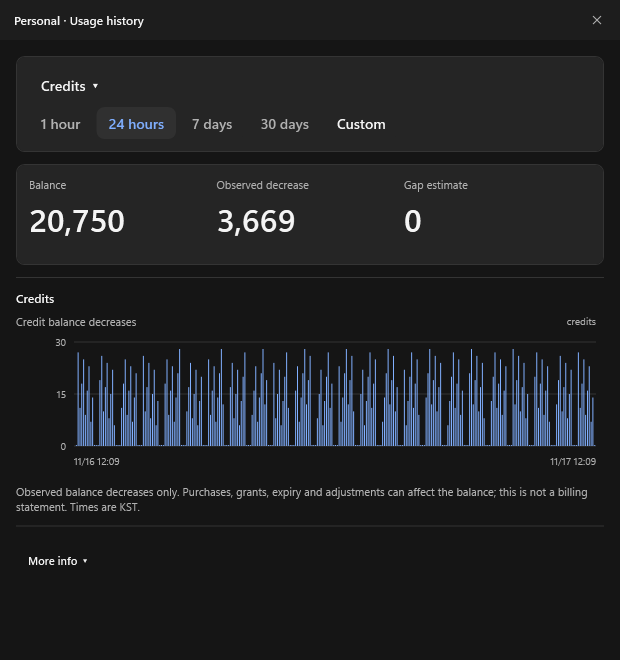 Personal · Usage history
Credits ▾
1 hour 24 hours 7 days 30 days Custom
Balance Observed decrease Gap estimate
20,750 3,669 0
Credits
Credit balance decreases credits
30
15
0
11/16 12:09 11/17 12:09
Observed balance decreases only. Purchases, grants, expiry and adjustments can affect the balance; this is not a billing
statement. Times are KST.
More info ▾